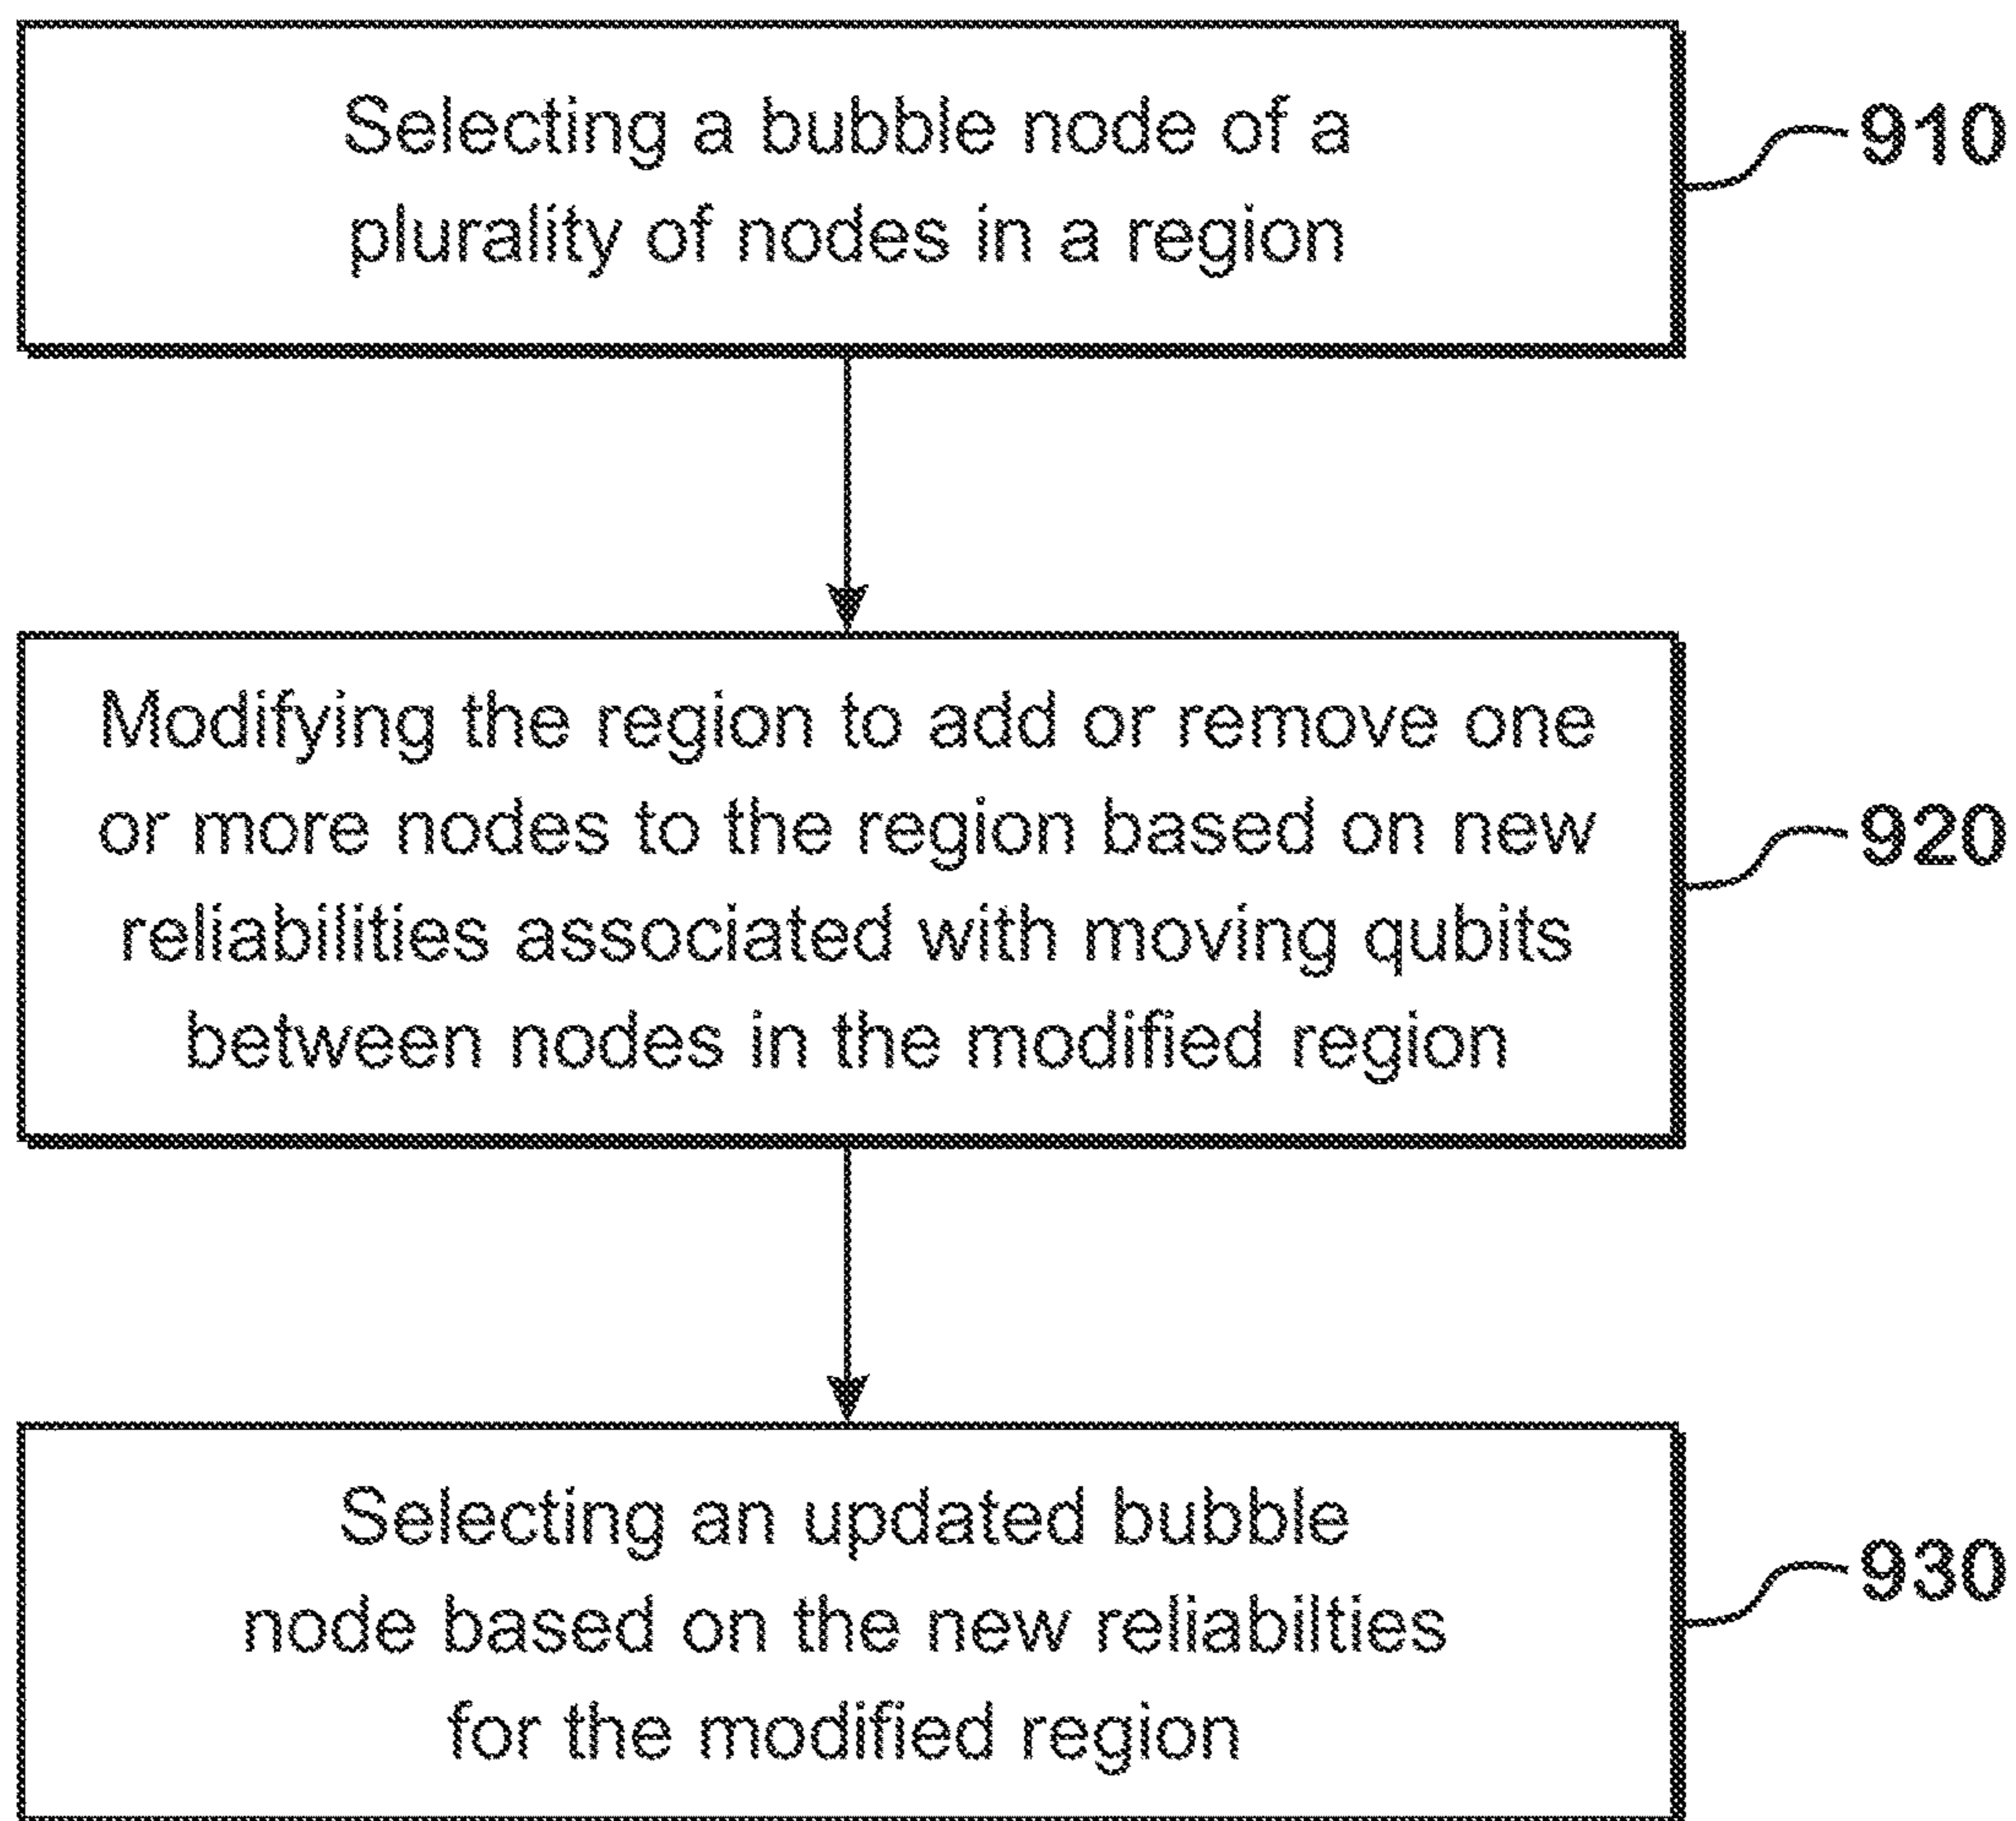 Selecting a bubble node of a
plurality of nodes in a region
910
Modifying the region to add or remove one
or more nodes to the region based on new
reliabilities associated with moving qubits
between nodes in the modified region
920
Selecting an updated bubble
node based on the new reliabilties
for the modified region
930